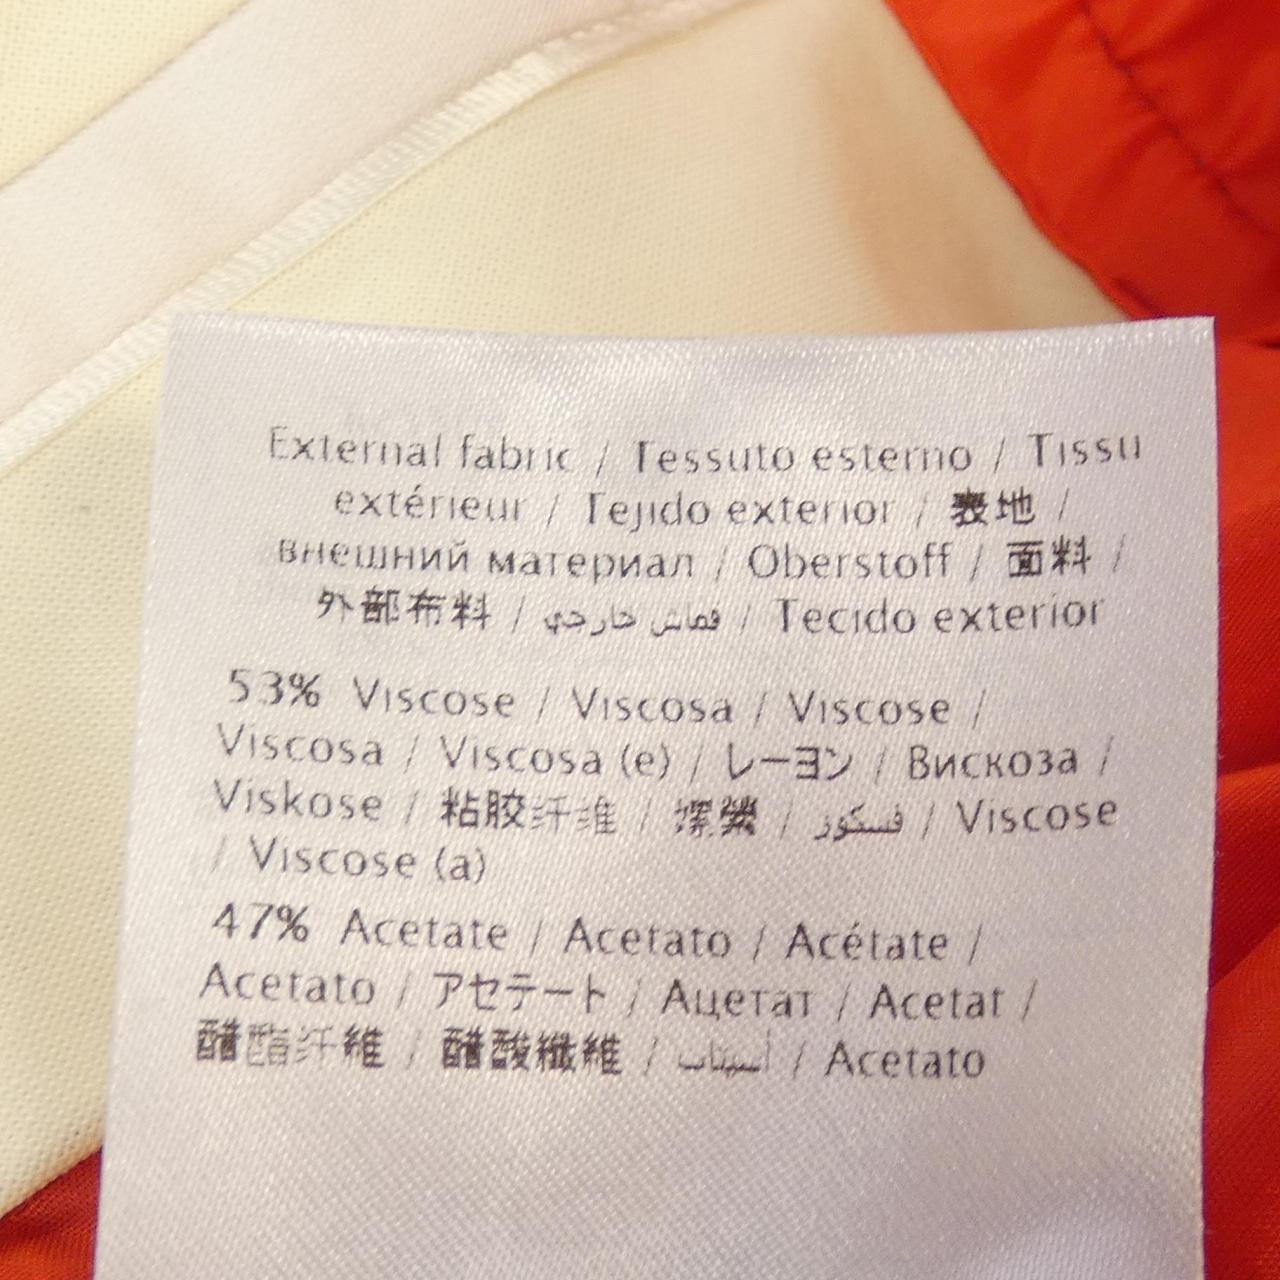 External fabric / Tessuto esterno / Tissu
extérieur / Tejido exterior / 表地 /
внешний материал / Oberstoff / 面料 /
外部布料 / قماش خارجي / Tecido exterior
53% Viscose / Viscosa / Viscose /
Viscosa / Viscosa (e) / レーヨン / Вискоза /
Viskose / 粘胶纤维 / فسكوز / Viscose
/ Viscose (a)
47% Acetate / Acetato / Acétate /
Acetato / アセテート / Ацетат / Acetat /
醋酯纤維 / 醋酸纖維 / أسيتات / Acetato